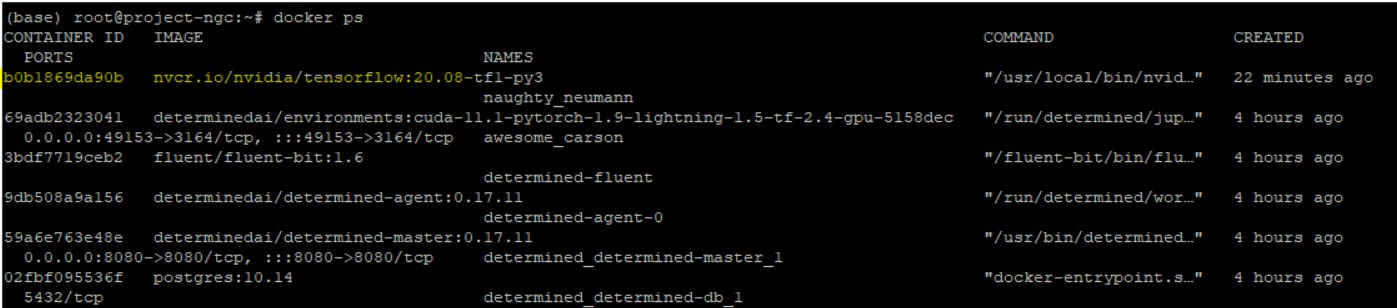 (base) root@project-ngc:~# docker ps
CONTAINER ID IMAGE COMMAND CREATED
PORTS NAMES
b0b1869da90b nvcr.io/nvidia/tensorflow:20.08-tf1-py3 "/usr/local/bin/nvid…" 22 minutes ago
naughty_neumann
69adb2323041 determinedai/environments:cuda-11.1-pytorch-1.9-lightning-1.5-tf-2.4-gpu-5158dec "/run/determined/jup…" 4 hours ago
0.0.0.0:49153->3164/tcp, :::49153->3164/tcp awesome_carson
3bdf7719ceb2 fluent/fluent-bit:1.6 "/fluent-bit/bin/flu…" 4 hours ago
determined-fluent
9db508a9a156 determinedai/determined-agent:0.17.11 "/run/determined/wor…" 4 hours ago
determined-agent-0
59a6e763e48e determinedai/determined-master:0.17.11 "/usr/bin/determined…" 4 hours ago
0.0.0.0:8080->8080/tcp, :::8080->8080/tcp determined_determined-master_1
02fbf095536f postgres:10.14 "docker-entrypoint.s…" 4 hours ago
5432/tcp determined_determined-db_1